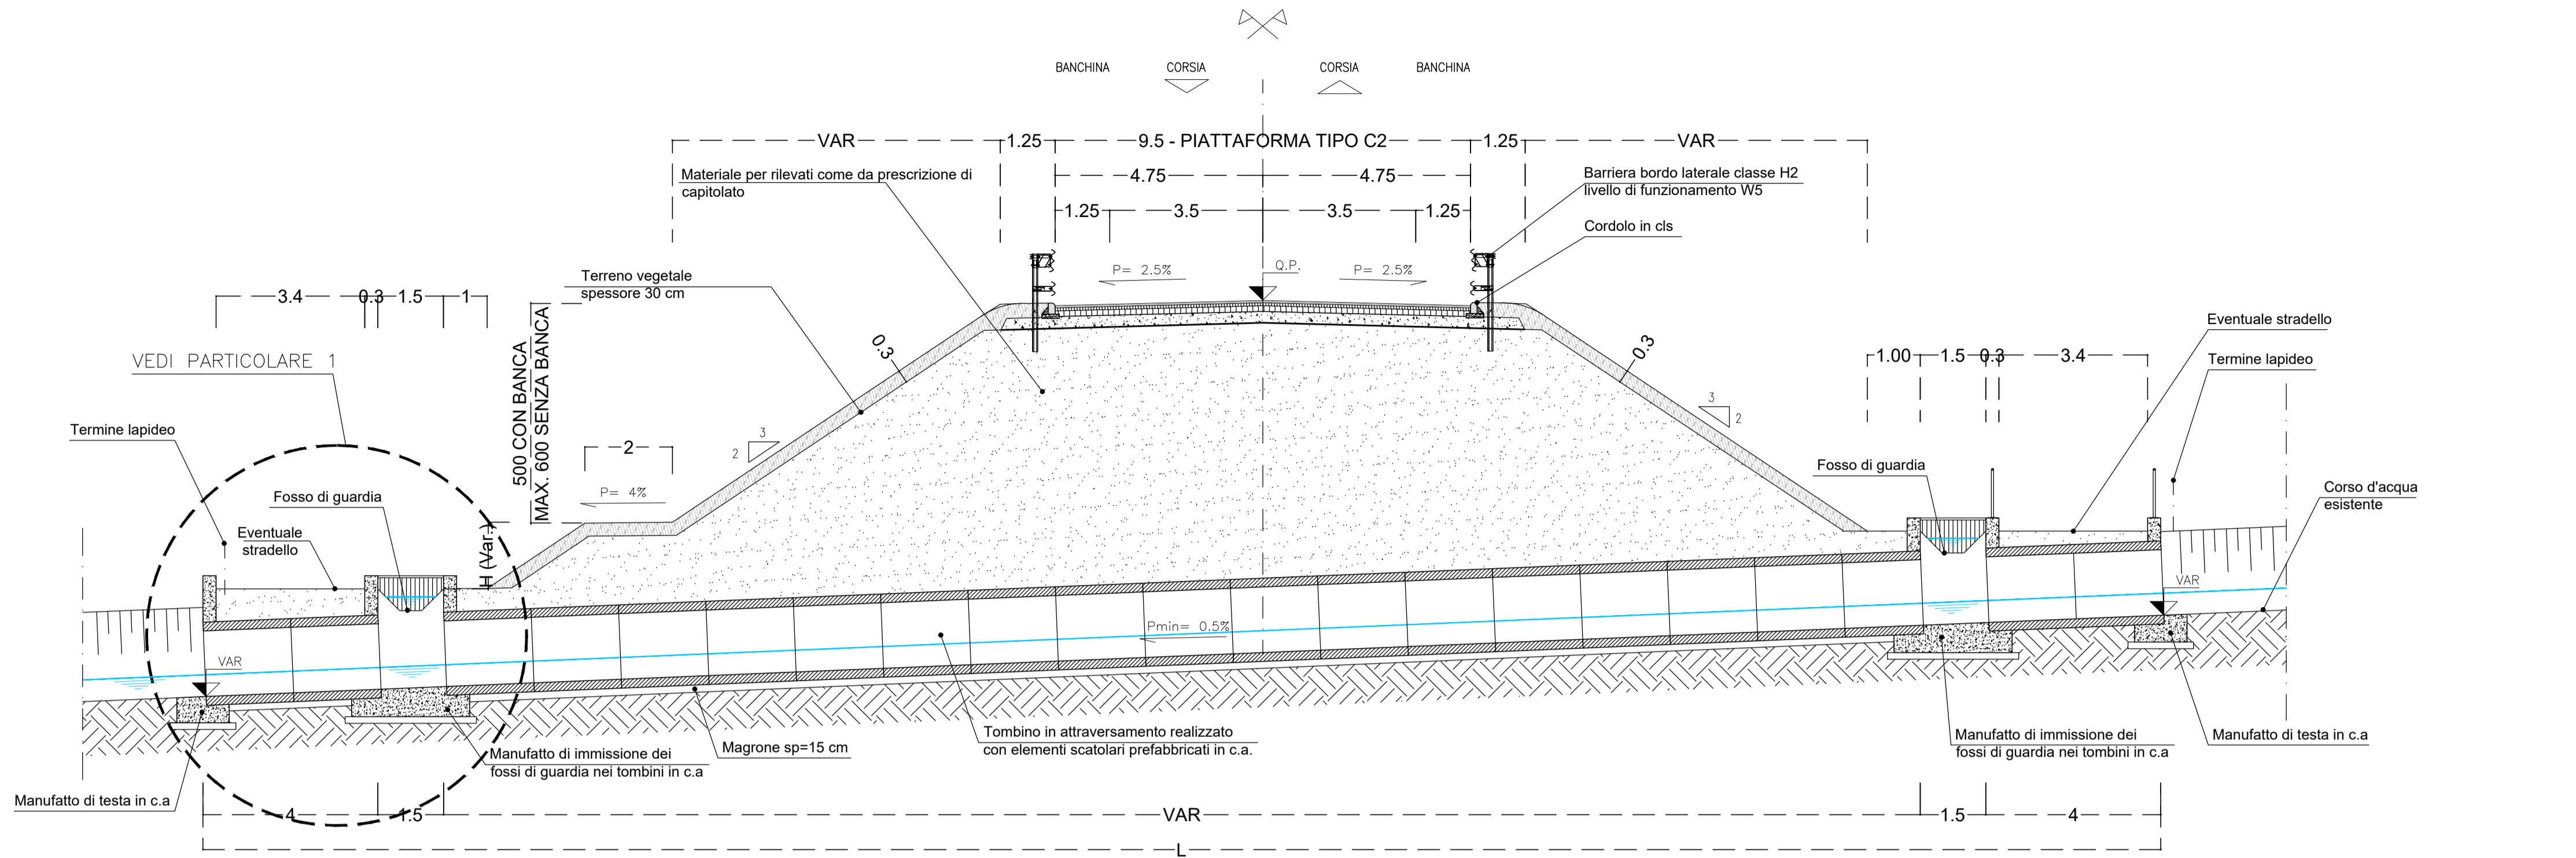 BANCHINA
CORSIA
CORSIA
BANCHINA
VAR
1.25
9.5 - PIATTAFORMA TIPO C2
1.25
VAR
Materiale per rilevati come da prescrizione di
capitolato
4.75
4.75
Barriera bordo laterale classe H2
livello di funzionamento W5
1.25
3.5
3.5
1.25
Cordolo in cls
Terreno vegetale
spessore 30 cm
P= 2.5%
Q.P.
P= 2.5%
3.4
0.3
1.5
1
Eventuale stradello
VEDI PARTICOLARE 1
500 CON BANCA
MAX. 600 SENZA BANCA
0.3
0.3
1.00
1.5
0.3
3.4
Termine lapideo
3
2
3
2
Termine lapideo
2
P= 4%
Fosso di guardia
Fosso di guardia
Corso d'acqua
esistente
Eventuale
stradello
H (Var.)
VAR
Pmin= 0.5%
VAR
Manufatto di immissione dei
fossi di guardia nei tombini in c.a
Magrone sp=15 cm
Tombino in attraversamento realizzato
con elementi scatolari prefabbricati in c.a.
Manufatto di immissione dei
fossi di guardia nei tombini in c.a
Manufatto di testa in c.a
Manufatto di testa in c.a
4
1.5
VAR
1.5
4
L